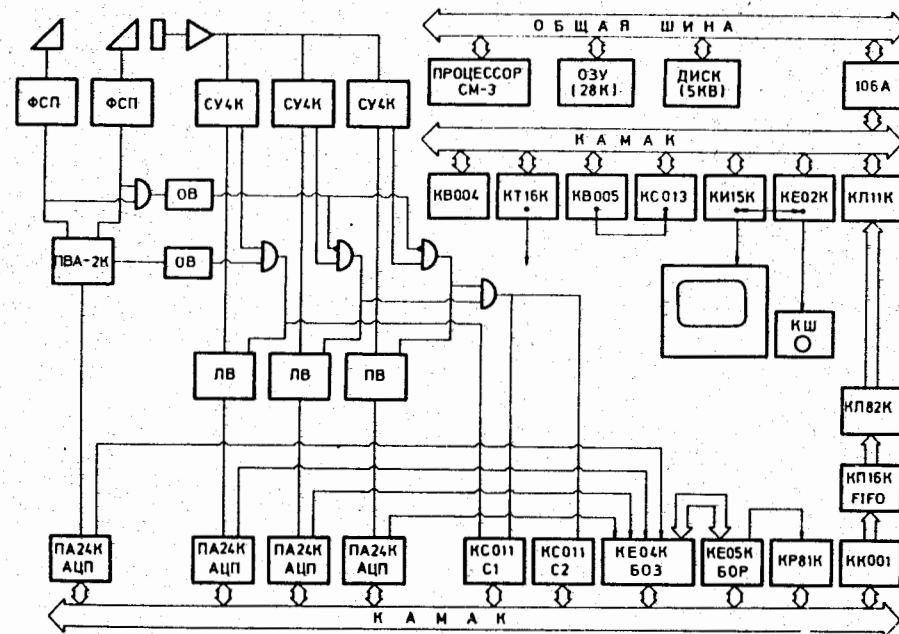 ОБЩАЯ ШИНА
ПРОЦЕССОР
СМ-3
ОЗУ
(28К)
ДИСК
(5КВ)
106А
ФСП
ФСП
СУ4К
СУ4К
СУ4К
КАМАК
КВ004
КТ16К
КВ005
КС013
КИ15К
КЕ02К
КЛ11К
ОВ
ПВА-2К
ОВ
КШ
ЛВ
ЛВ
ПВ
КЛ82К
КП16К
FIFO
ПА24К
АЦП
ПА24К
АЦП
ПА24К
АЦП
ПА24К
АЦП
КС011
С1
КС011
С2
КЕ04К
БОЗ
КЕ05К
БОР
КР81К
КК001
КАМАК